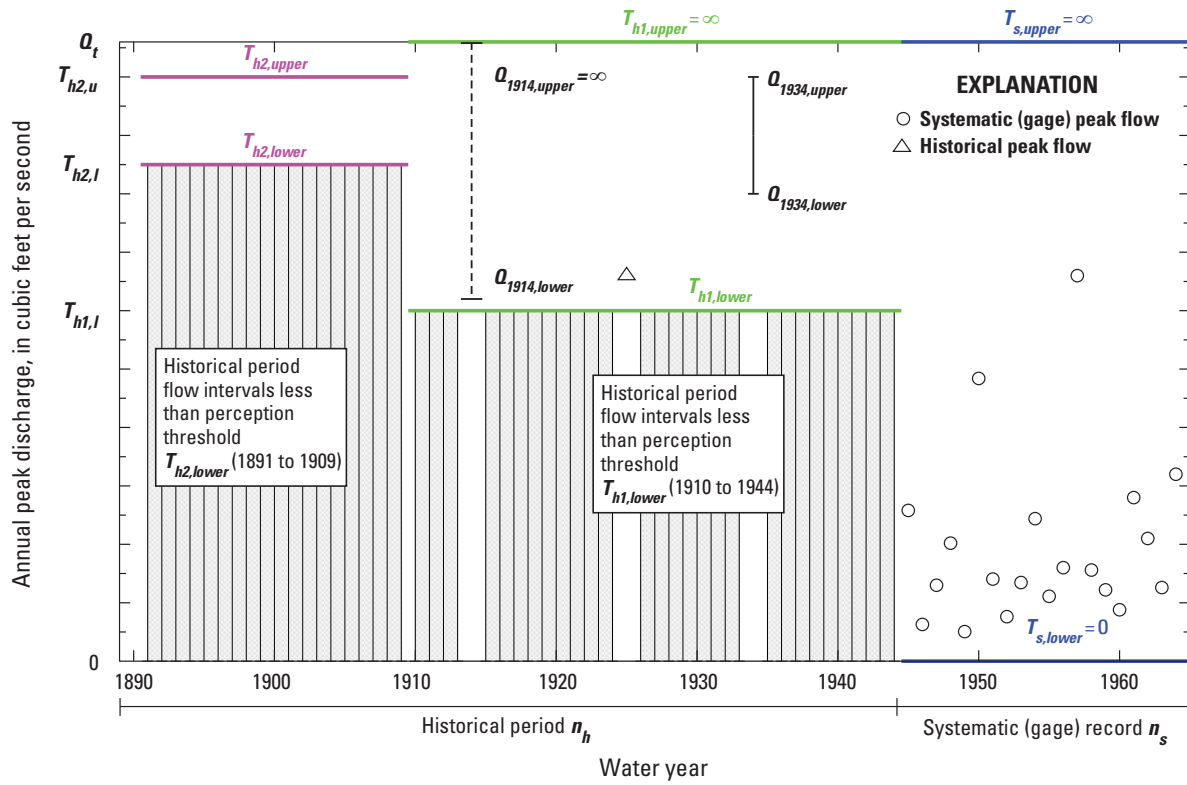 T_h1,upper = ∞
T_s,upper = ∞
Q_t
T_h2,upper
T_h2,u
Q_1914,upper = ∞
Q_1934,upper
EXPLANATION
Systematic (gage) peak flow
Historical peak flow
T_h2,lower
T_h2,l
Q_1934,lower
Q_1914,lower
T_h1,lower
T_h1,l
Annual peak discharge, in cubic feet per second
Historical period
flow intervals less
than perception
threshold
T_h2,lower (1891 to 1909)
Historical period
flow intervals less
than perception
threshold
T_h1,lower (1910 to 1944)
T_s,lower = 0
0
1890 1900 1910 1920 1930 1940 1950 1960
Historical period n_h
Systematic (gage) record n_s
Water year